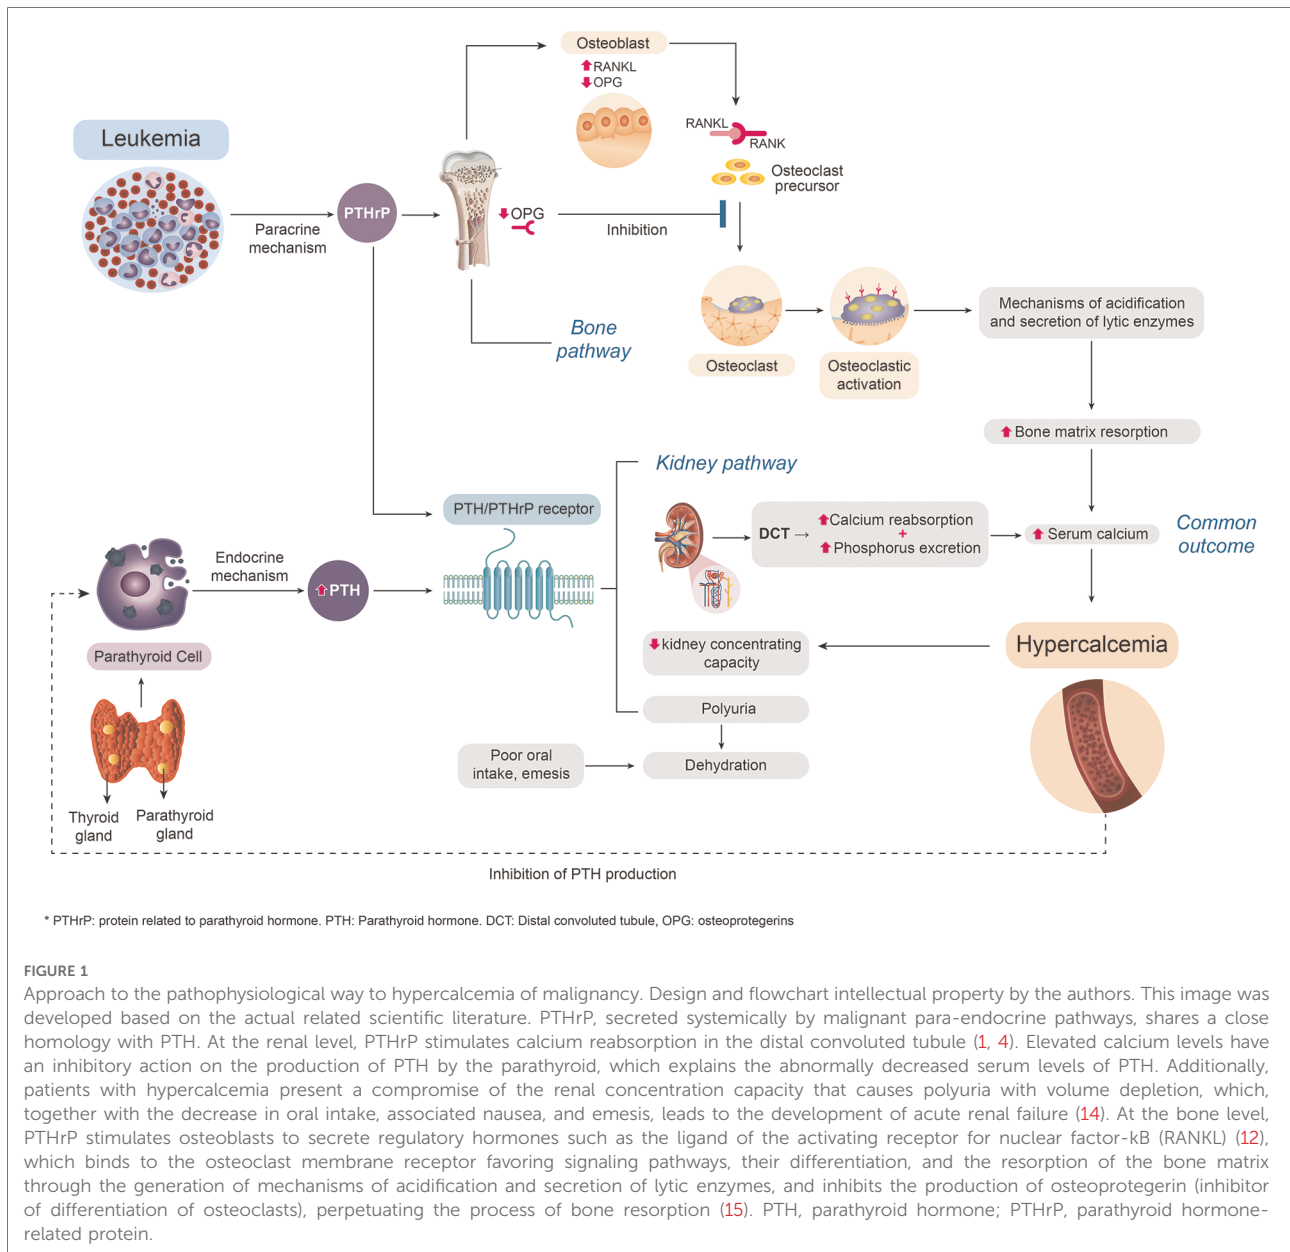 Osteoblast
RANKL
OPG
Leukemia
RANKL
RANK
Osteoclast
precursor
PTHrP
Paracrine
mechanism
OPG
Inhibition
Bone
pathway
Osteoclast
Osteoclastic
activation
Mechanisms of acidification
and secretion of lytic enzymes
Bone matrix resorption
Kidney pathway
PTH/PTHrP receptor
DCT → Calcium reabsorption
+
Phosphorus excretion
Serum calcium
Common
outcome
Endocrine
mechanism
PTH
Parathyroid Cell
kidney concentrating
capacity
Hypercalcemia
Polyuria
Poor oral
intake, emesis
Dehydration
Thyroid
gland
Parathyroid
gland
Inhibition of PTH production
* PTHrP: protein related to parathyroid hormone. PTH: Parathyroid hormone. DCT: Distal convoluted tubule, OPG: osteoprotegerins
FIGURE 1
Approach to the pathophysiological way to hypercalcemia of malignancy. Design and flowchart intellectual property by the authors. This image was
developed based on the actual related scientific literature. PTHrP, secreted systemically by malignant para-endocrine pathways, shares a close
homology with PTH. At the renal level, PTHrP stimulates calcium reabsorption in the distal convoluted tubule (1, 4). Elevated calcium levels have
an inhibitory action on the production of PTH by the parathyroid, which explains the abnormally decreased serum levels of PTH. Additionally,
patients with hypercalcemia present a compromise of the renal concentration capacity that causes polyuria with volume depletion, which,
together with the decrease in oral intake, associated nausea, and emesis, leads to the development of acute renal failure (14). At the bone level,
PTHrP stimulates osteoblasts to secrete regulatory hormones such as the ligand of the activating receptor for nuclear factor-kB (RANKL) (12),
which binds to the osteoclast membrane receptor favoring signaling pathways, their differentiation, and the resorption of the bone matrix
through the generation of mechanisms of acidification and secretion of lytic enzymes, and inhibits the production of osteoprotegerin (inhibitor
of differentiation of osteoclasts), perpetuating the process of bone resorption (15). PTH, parathyroid hormone; PTHrP, parathyroid hormone-
related protein.